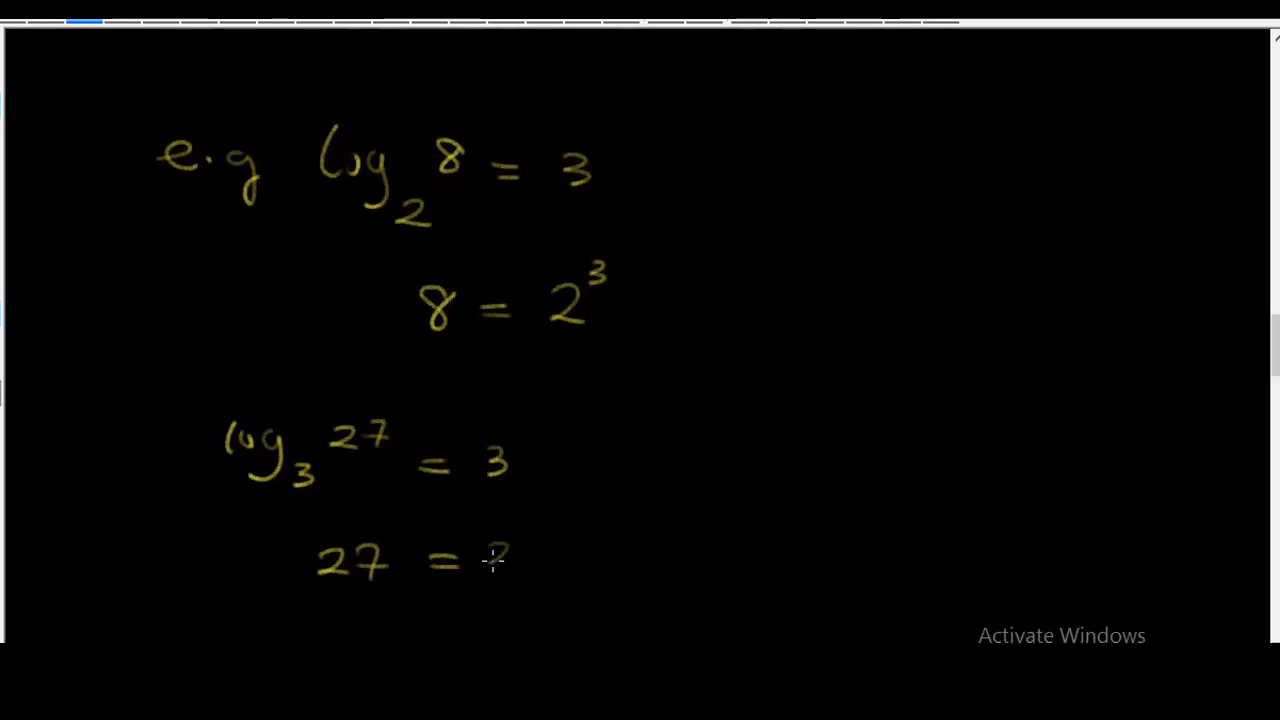 e.g log₂ 8 = 3
8 = 2³
log₃ 27 = 3
27 =
Activate Windows